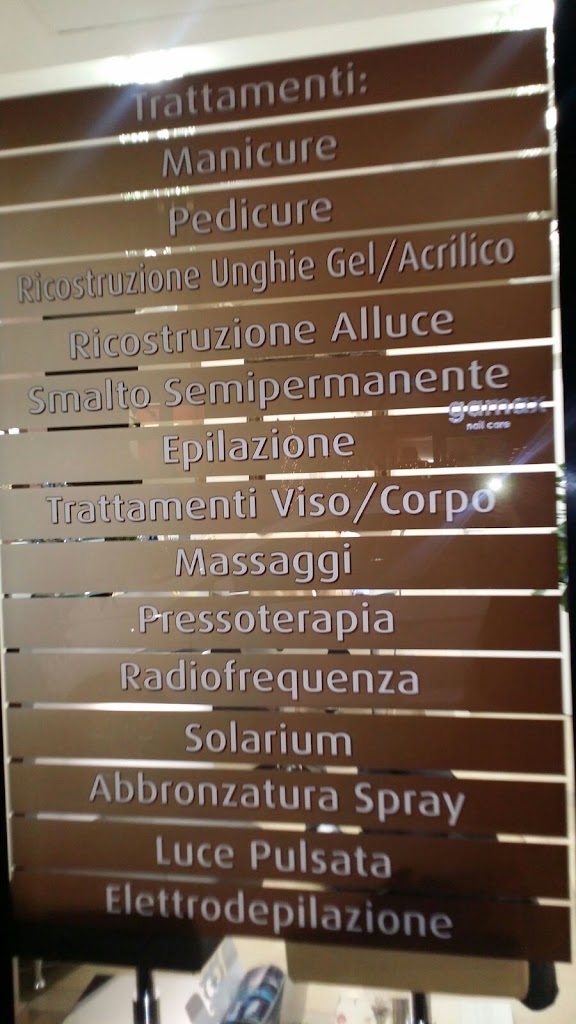 Trattamenti:
Manicure
Pedicure
Ricostruzione Unghie Gel/Acrilico
Ricostruzione Alluce
Smalto Semipermanente
gamax
nail care
Epilazione
Trattamenti Viso/Corpo
Massaggi
Pressoterapia
Radiofrequenza
Solarium
Abbronzatura Spray
Luce Pulsata
Elettrodepilazione